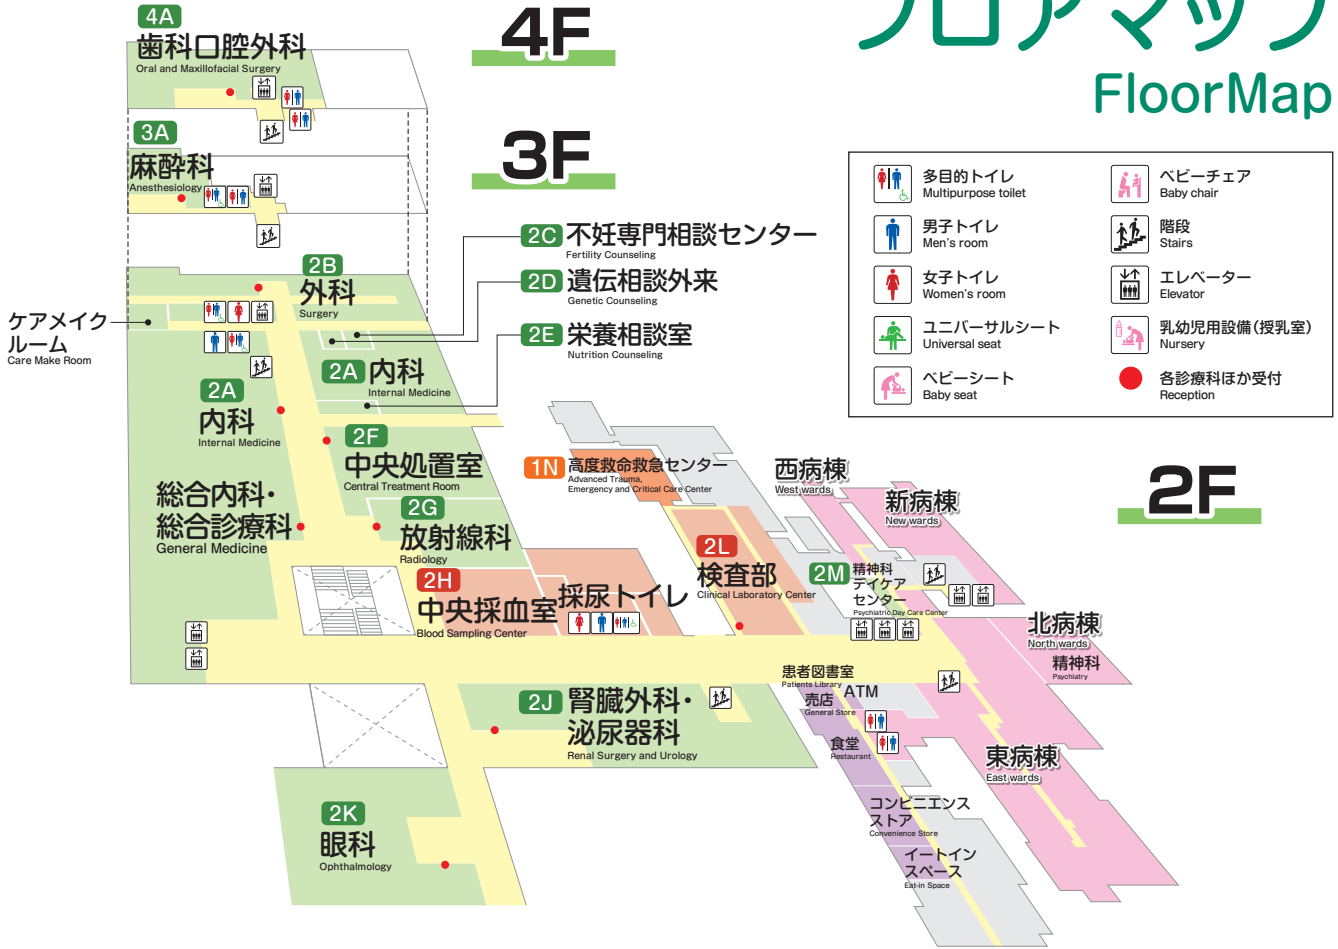 フロアマップ
FloorMap
4F
4A
歯科口腔外科
Oral and Maxillofacial Surgery
3F
3A
麻酔科
Anesthesiology
多目的トイレ
Multipurpose toilet
男子トイレ
Men's room
女子トイレ
Women's room
ユニバーサルシート
Universal seat
ベビーシート
Baby seat
ベビーチェア
Baby chair
階段
Stairs
エレベーター
Elevator
乳幼児用設備(授乳室)
Nursery
各診療科ほか受付
Reception
2F
2B
外科
Surgery
2C 不妊専門相談センター
Fertility Counseling
2D 遺伝相談外来
Genetic Counseling
2E 栄養相談室
Nutrition Counseling
ケアメイク
ルーム
Care Make Room
2A 内科
Internal Medicine
2A
内科
Internal Medicine
2F
中央処置室
Central Treatment Room
総合内科・
総合診療科
General Medicine
2G
放射線科
Radiology
2H
中央採血室
Blood Sampling Center
採尿トイレ
1N 高度救命救急センター
Advanced Trauma,
Emergency and Critical Care Center
2L
検査部
Clinical Laboratory Center
西病棟
West wards
新病棟
New wards
2M 精神科
デイケア
センター
Psychiatric Day Care Center
北病棟
North wards
精神科
Psychiatry
東病棟
East wards
患者図書室
Patients Library
ATM
売店
General Store
食堂
Restaurant
コンビニエンス
ストア
Convenience Store
イートイン
スペース
Eat-in Space
2J 腎臓外科・
泌尿器科
Renal Surgery and Urology
2K
眼科
Ophthalmology